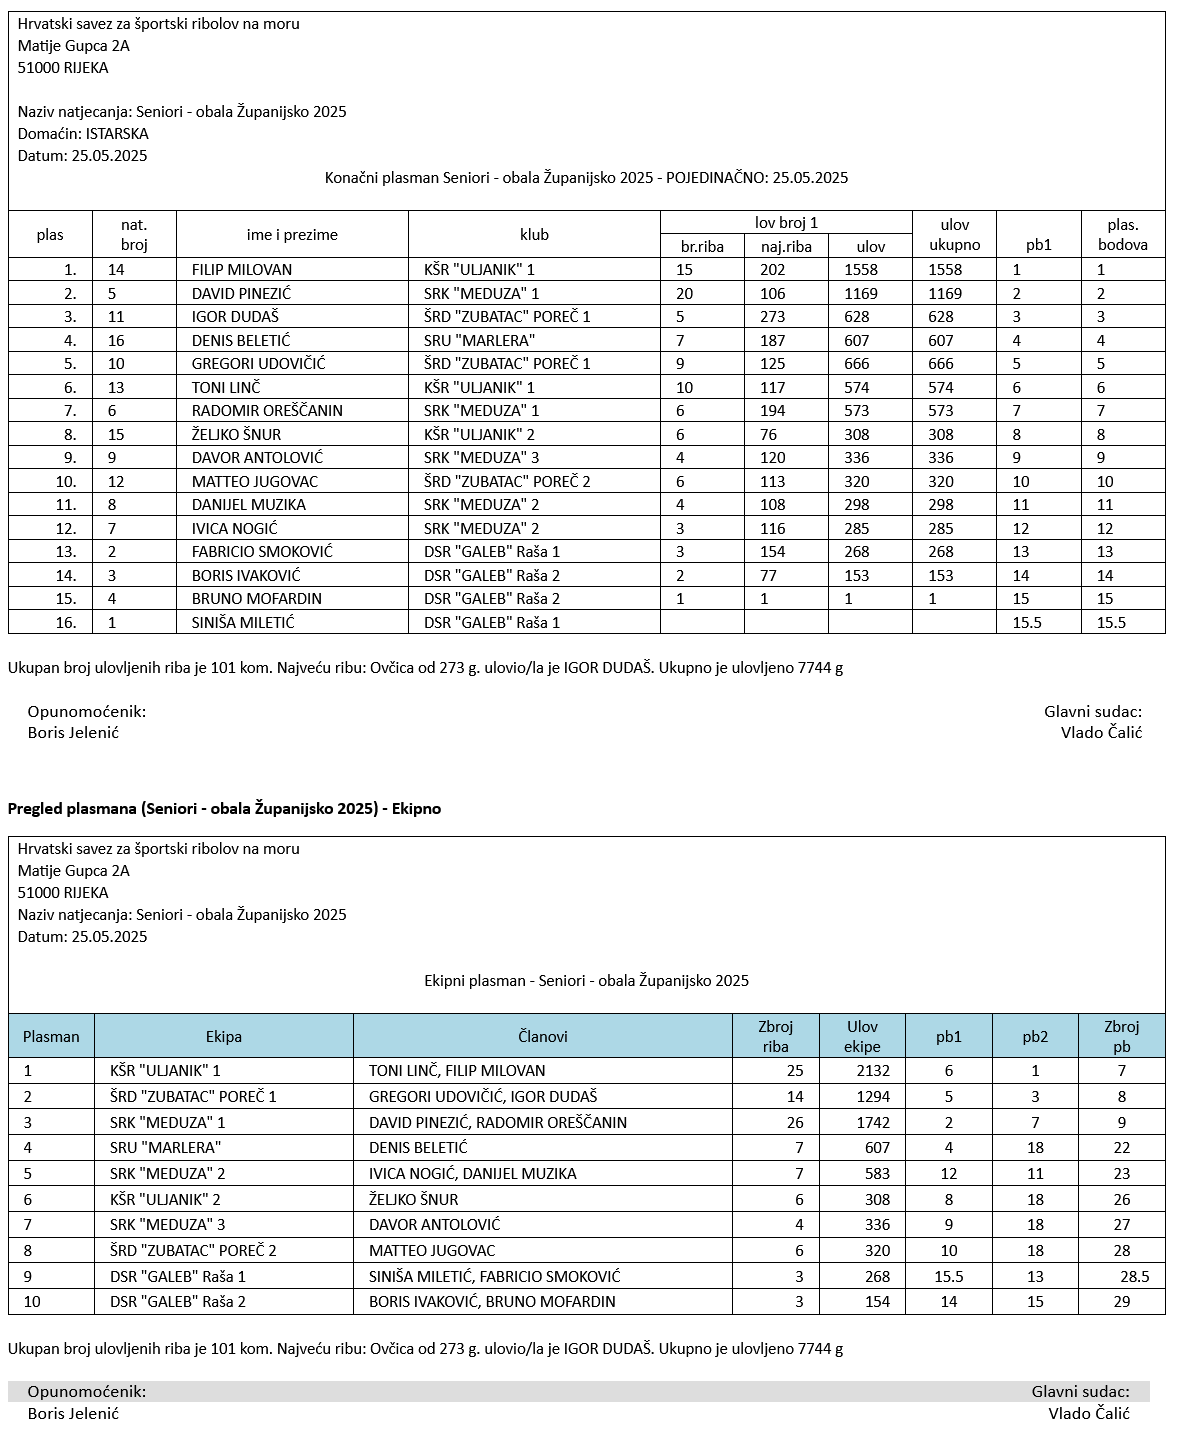 Hrvatski savez za športski ribolov na moru
Matije Gupca 2A
51000 RIJEKA
Naziv natjecanja: Seniori - obala Županijsko 2025
Domaćin: ISTARSKA
Datum: 25.05.2025
Konačni plasman Seniori - obala Županijsko 2025 - POJEDINAČNO: 25.05.2025
plas nat. broj ime i prezime klub lov broj 1 ulov ukupno pb1 plas. bodova
br.riba naj.riba ulov
1. 14 FILIP MILOVAN KŠR "ULJANIK" 1 15 202 1558 1558 1 1
2. 5 DAVID PINEZIĆ SRK "MEDUZA" 1 20 106 1169 1169 2 2
3. 11 IGOR DUDAŠ ŠRD "ZUBATAC" POREČ 1 5 273 628 628 3 3
4. 16 DENIS BELETIĆ SRU "MARLERA" 7 187 607 607 4 4
5. 10 GREGORI UDOVIČIĆ ŠRD "ZUBATAC" POREČ 1 9 125 666 666 5 5
6. 13 TONI LINČ KŠR "ULJANIK" 1 10 117 574 574 6 6
7. 6 RADOMIR OREŠČANIN SRK "MEDUZA" 1 6 194 573 573 7 7
8. 15 ŽELJKO ŠNUR KŠR "ULJANIK" 2 6 76 308 308 8 8
9. 9 DAVOR ANTOLOVIĆ SRK "MEDUZA" 3 4 120 336 336 9 9
10. 12 MATTEO JUGOVAC ŠRD "ZUBATAC" POREČ 2 6 113 320 320 10 10
11. 8 DANIJEL MUZIKA SRK "MEDUZA" 2 4 108 298 298 11 11
12. 7 IVICA NOGIĆ SRK "MEDUZA" 2 3 116 285 285 12 12
13. 2 FABRICIO SMOKOVIĆ DSR "GALEB" Raša 1 3 154 268 268 13 13
14. 3 BORIS IVAKOVIĆ DSR "GALEB" Raša 2 2 77 153 153 14 14
15. 4 BRUNO MOFARDIN DSR "GALEB" Raša 2 1 1 1 1 15 15
16. 1 SINIŠA MILETIĆ DSR "GALEB" Raša 1 15.5 15.5
Ukupan broj ulovljenih riba je 101 kom. Najveću ribu: Ovčica od 273 g. ulovio/la je IGOR DUDAŠ. Ukupno je ulovljeno 7744 g
Opunomoćenik: Glavni sudac:
Boris Jelenić Vlado Čalić
Pregled plasmana (Seniori - obala Županijsko 2025) - Ekipno
Hrvatski savez za športski ribolov na moru
Matije Gupca 2A
51000 RIJEKA
Naziv natjecanja: Seniori - obala Županijsko 2025
Datum: 25.05.2025
Ekipni plasman - Seniori - obala Županijsko 2025
Plasman Ekipa Članovi Zbroj riba Ulov ekipe pb1 pb2 Zbroj pb
1 KŠR "ULJANIK" 1 TONI LINČ, FILIP MILOVAN 25 2132 6 1 7
2 ŠRD "ZUBATAC" POREČ 1 GREGORI UDOVIČIĆ, IGOR DUDAŠ 14 1294 5 3 8
3 SRK "MEDUZA" 1 DAVID PINEZIĆ, RADOMIR OREŠČANIN 26 1742 2 7 9
4 SRU "MARLERA" DENIS BELETIĆ 7 607 4 18 22
5 SRK "MEDUZA" 2 IVICA NOGIĆ, DANIJEL MUZIKA 7 583 12 11 23
6 KŠR "ULJANIK" 2 ŽELJKO ŠNUR 6 308 8 18 26
7 SRK "MEDUZA" 3 DAVOR ANTOLOVIĆ 4 336 9 18 27
8 ŠRD "ZUBATAC" POREČ 2 MATTEO JUGOVAC 6 320 10 18 28
9 DSR "GALEB" Raša 1 SINIŠA MILETIĆ, FABRICIO SMOKOVIĆ 3 268 15.5 13 28.5
10 DSR "GALEB" Raša 2 BORIS IVAKOVIĆ, BRUNO MOFARDIN 3 154 14 15 29
Ukupan broj ulovljenih riba je 101 kom. Najveću ribu: Ovčica od 273 g. ulovio/la je IGOR DUDAŠ. Ukupno je ulovljeno 7744 g
Opunomoćenik: Glavni sudac:
Boris Jelenić Vlado Čalić